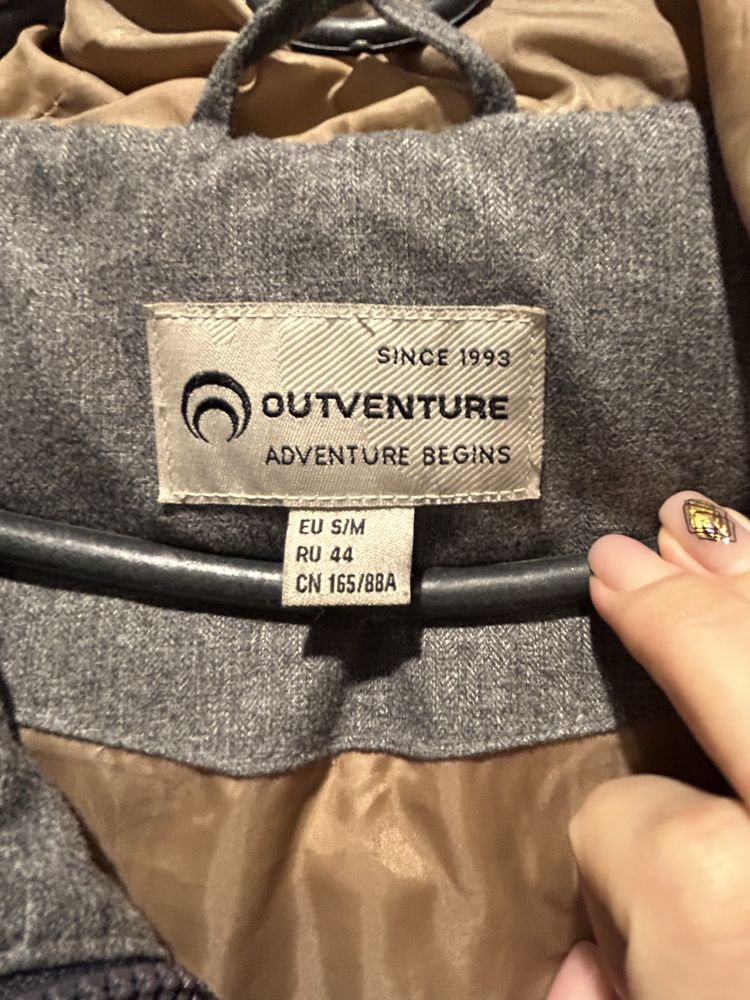 SINCE 1993
OUTVENTURE
ADVENTURE BEGINS
EU S/M
RU 44
CN 165/88A